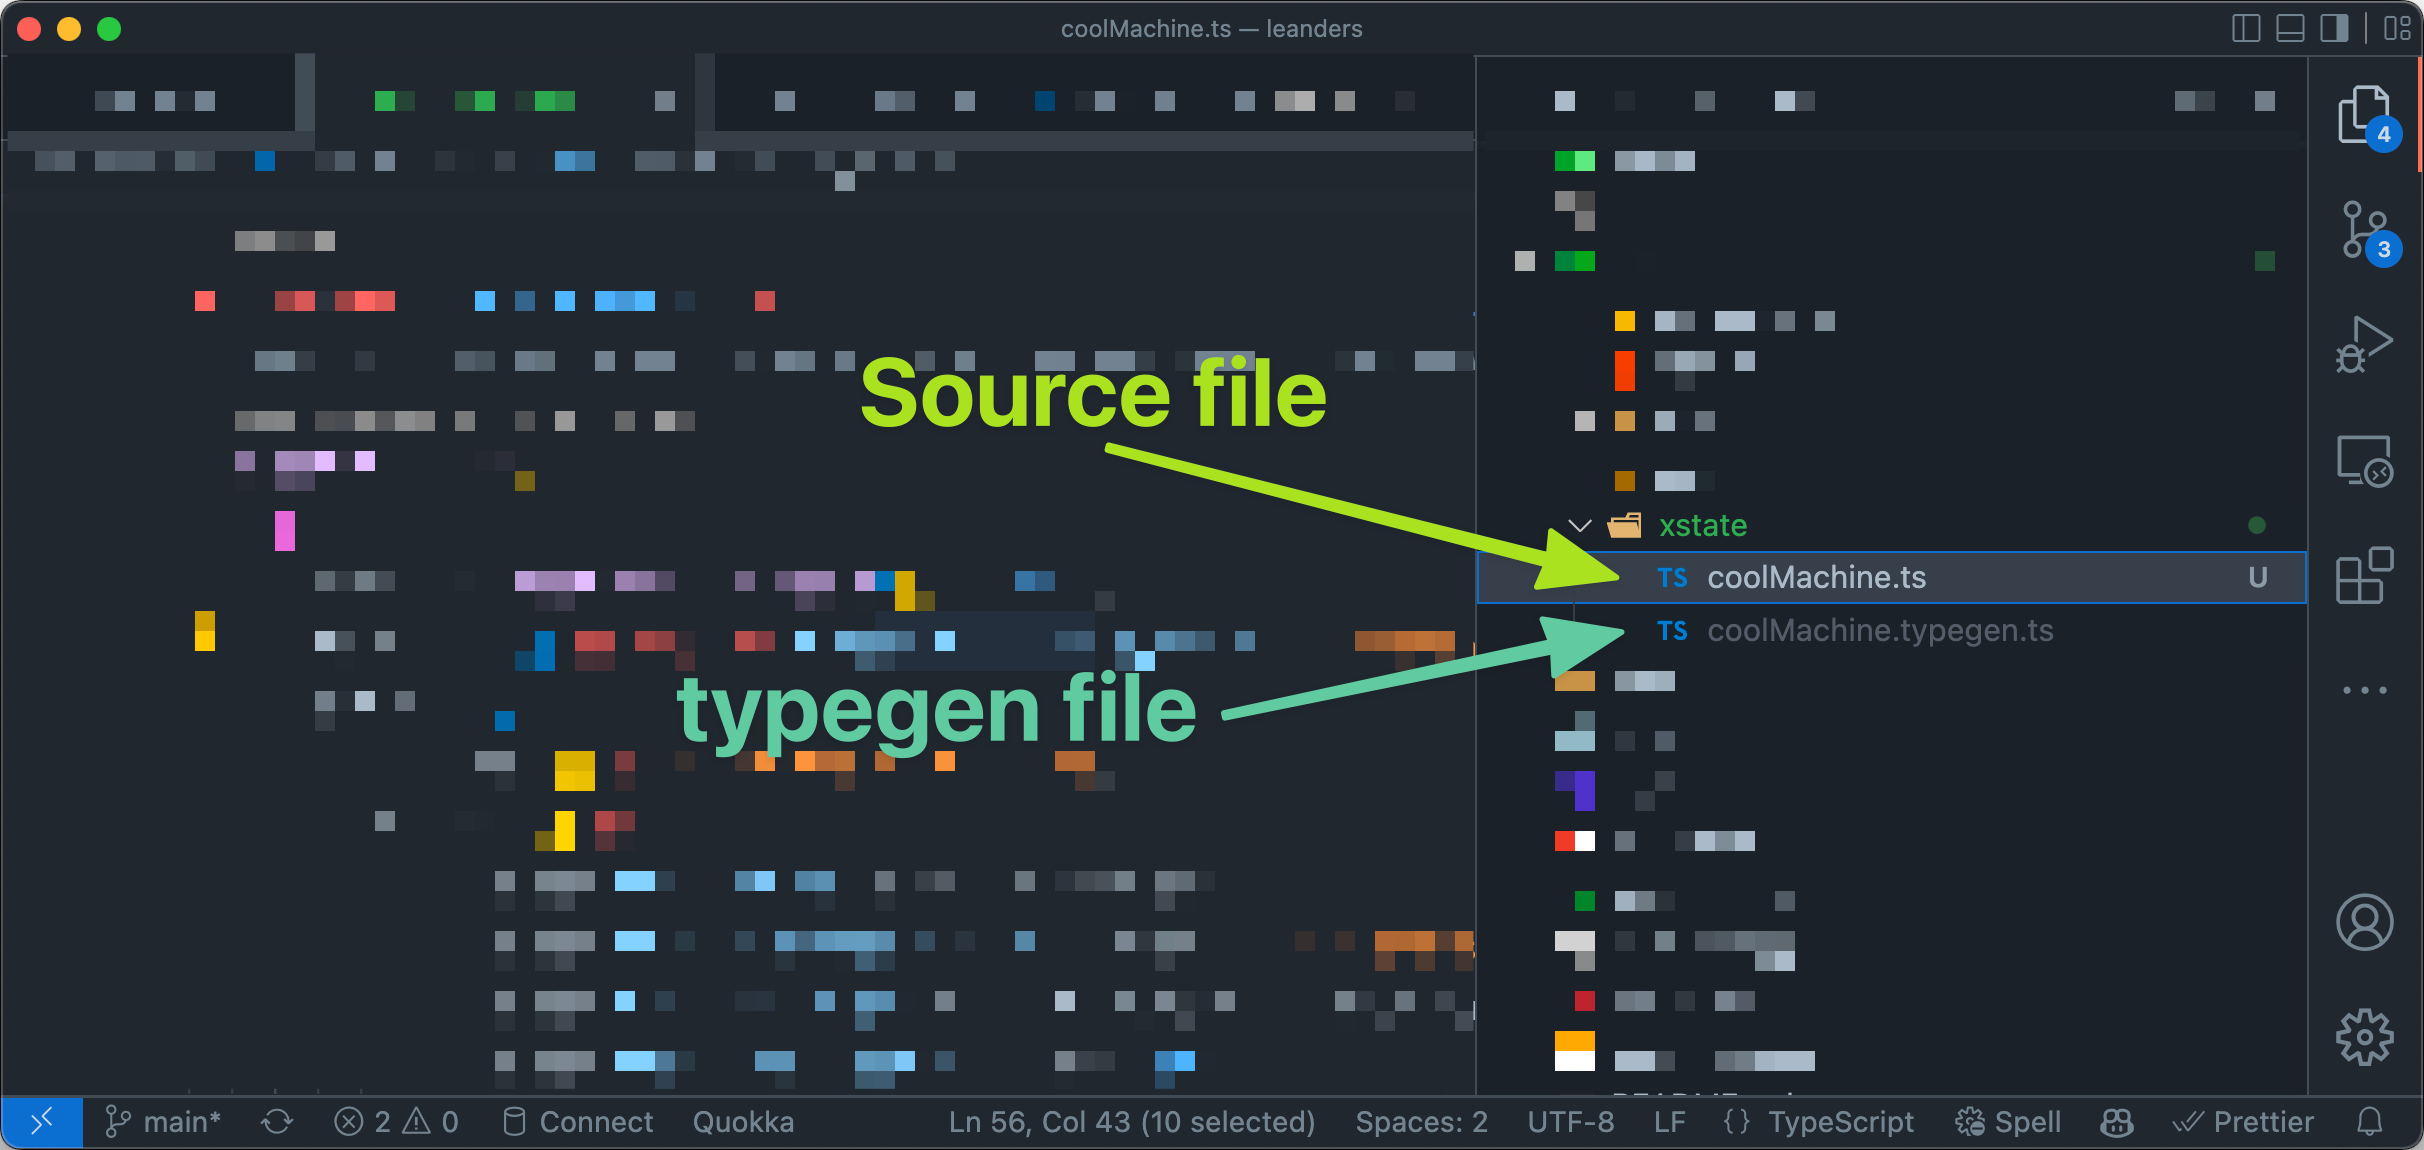 coolMachine.ts — leanders
4
3
Source file
xstate
TS coolMachine.ts U
TS coolMachine.typegen.ts
typegen file
main* 2 0 Connect Quokka Ln 56, Col 43 (10 selected) Spaces: 2 UTF-8 LF {} TypeScript Spell Prettier